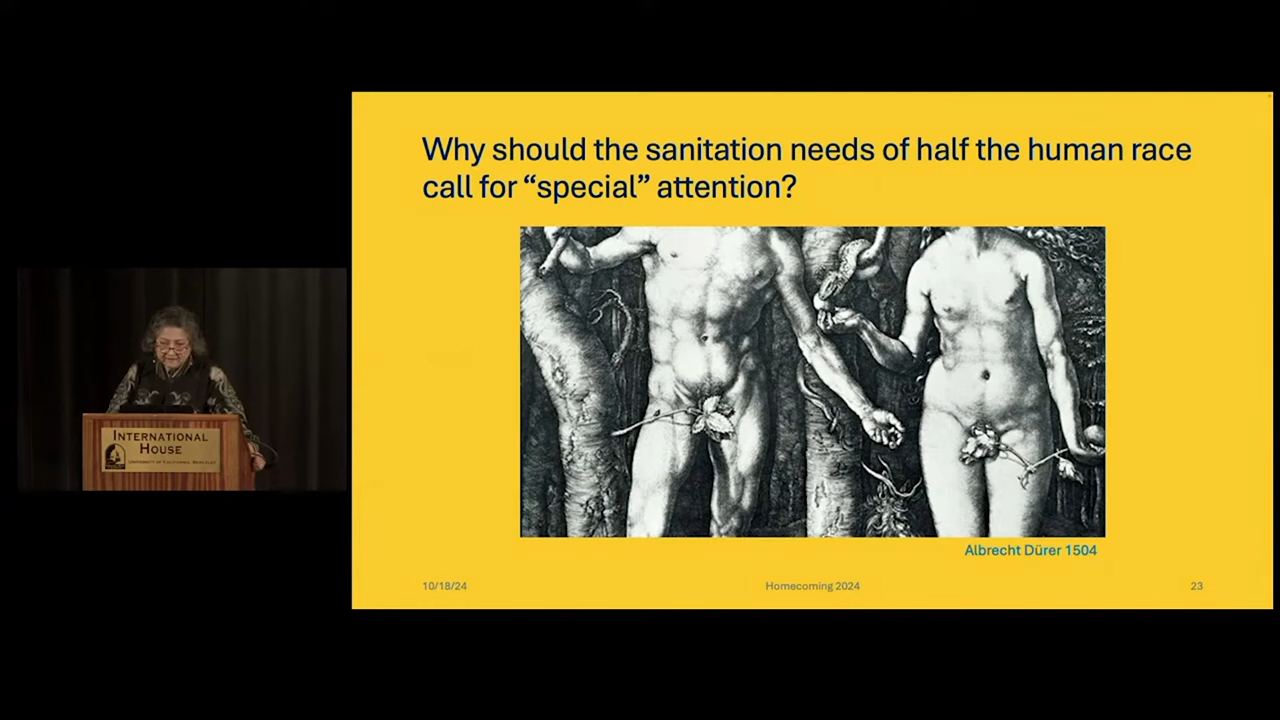 Why should the sanitation needs of half the human race
call for “special” attention?
Albrecht Dürer 1504
10/18/24
Homecoming 2024
23
INTERNATIONAL
HOUSE
UNIVERSITY OF CALIFORNIA BERKELEY